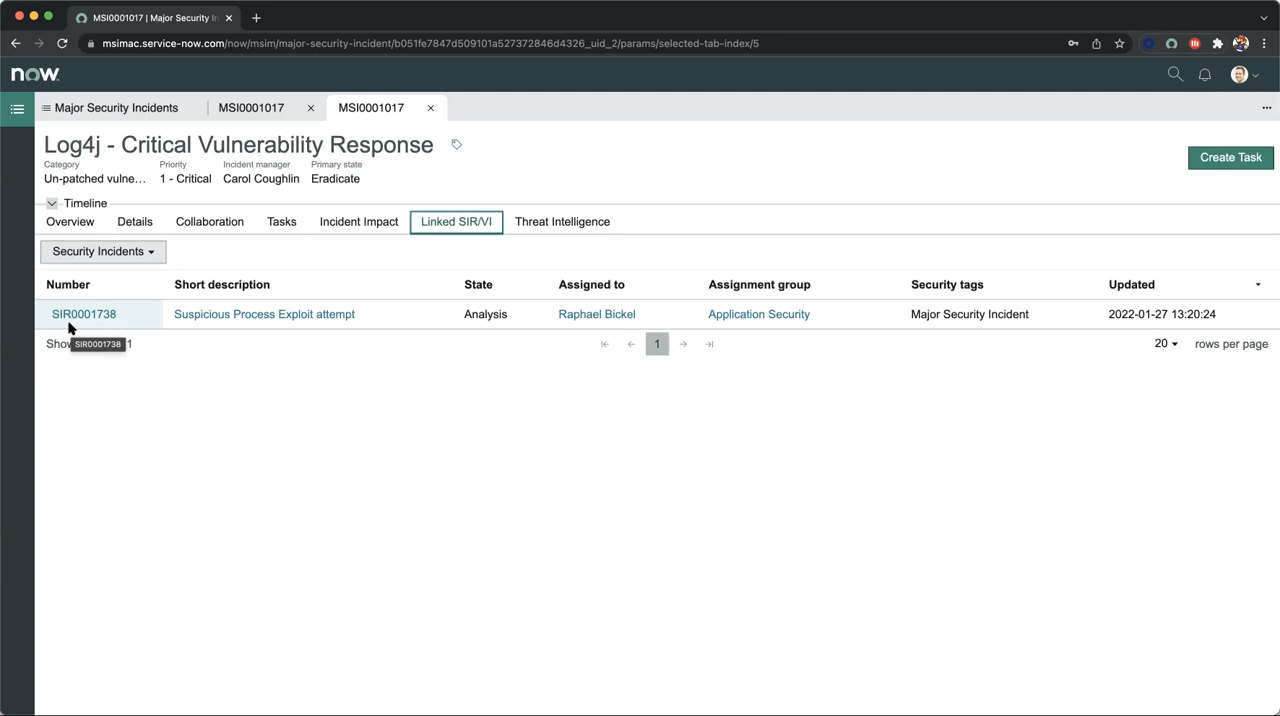 MSI0001017 | Major Security In
msimac.service-now.com/now/msim/major-security-incident/b051fe7847d509101a527372846d4326_uid_2/params/selected-tab-index/5
now.
Major Security Incidents MSI0001017 MSI0001017
Log4j - Critical Vulnerability Response
Create Task
Category Priority Incident manager Primary state
Un-patched vulne... 1 - Critical Carol Coughlin Eradicate
Timeline
Overview Details Collaboration Tasks Incident Impact Linked SIR/VI Threat Intelligence
Security Incidents
Number Short description State Assigned to Assignment group Security tags Updated
SIR0001738 Suspicious Process Exploit attempt Analysis Raphael Bickel Application Security Major Security Incident 2022-01-27 13:20:24
Show 1 1 20 rows per page
SIR0001738